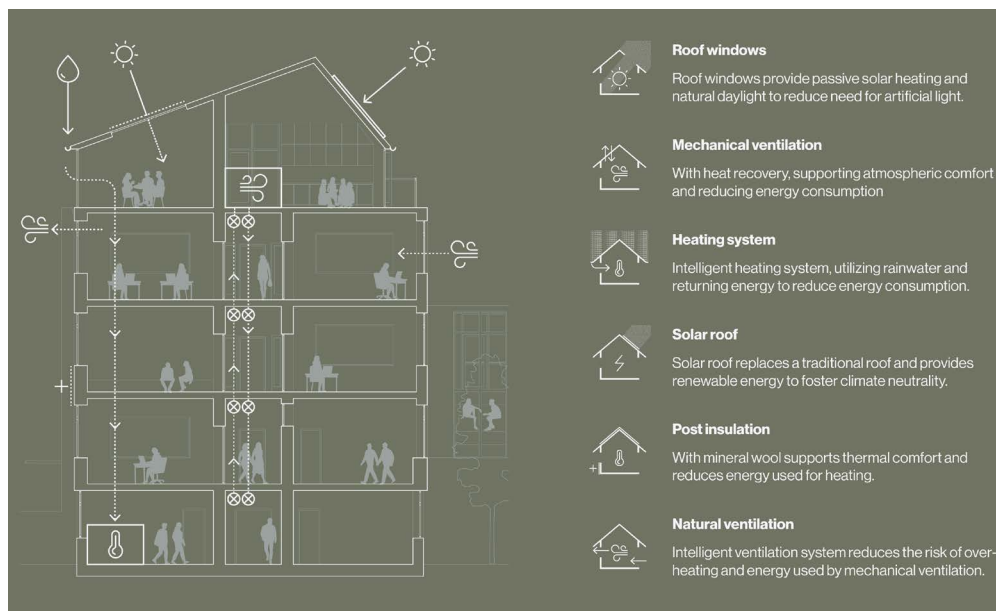 Roof windows
Roof windows provide passive solar heating and
natural daylight to reduce need for artificial light.
Mechanical ventilation
With heat recovery, supporting atmospheric comfort
and reducing energy consumption
Heating system
Intelligent heating system, utilizing rainwater and
returning energy to reduce energy consumption.
Solar roof
Solar roof replaces a traditional roof and provides
renewable energy to foster climate neutrality.
Post insulation
With mineral wool supports thermal comfort and
reduces energy used for heating.
Natural ventilation
Intelligent ventilation system reduces the risk of over-
heating and energy used by mechanical ventilation.